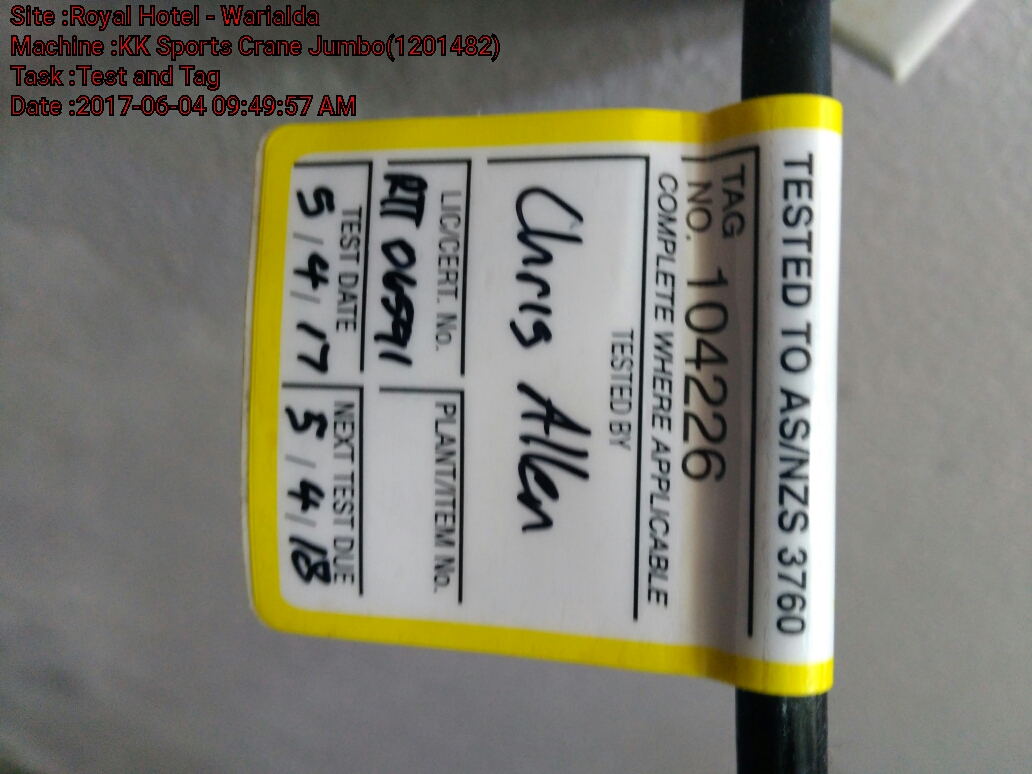 Site :Royal Hotel - Warialda
Machine :KK Sports Crane Jumbo(1201482)
Task :Test and Tag
Date :2017-06-04 09:49:57 AM
TESTED TO AS/NZS 3760
TAG
NO. 104226
COMPLETE WHERE APPLICABLE
TESTED BY
Chris Allen
LIC/CERT. No. PLANT/ITEM No.
TEST DATE NEXT TEST DUE
5/4/17 5/4/18